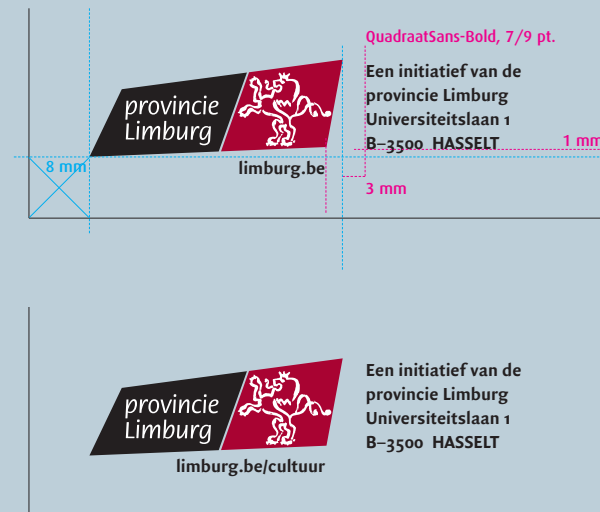 QuadraatSans-Bold, 7/9 pt.
provincie
Limburg
Een initiatief van de
provincie Limburg
Universiteitslaan 1
B–3500 HASSELT
1 mm
8 mm
limburg.be
3 mm
provincie
Limburg
limburg.be/cultuur
Een initiatief van de
provincie Limburg
Universiteitslaan 1
B–3500 HASSELT